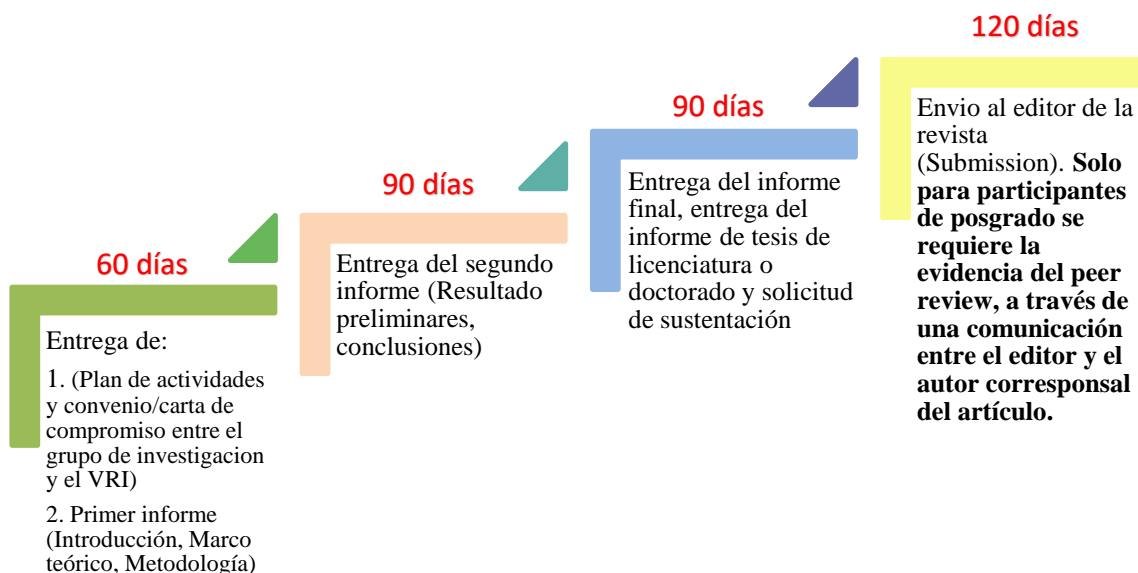 60 días
Entrega de:
1. (Plan de actividades
y convenio/carta de
compromiso entre el
grupo de investigacion
y el VRI)
2. Primer informe
(Introducción, Marco
teórico, Metodología)
90 días
Entrega del segundo
informe (Resultado
preliminares,
conclusiones)
90 días
Entrega del informe
final, entrega del
informe de tesis de
licenciatura o
doctorado y solicitud
de sustentación
120 días
Envio al editor de la
revista
(Submission). Solo
para participantes
de posgrado se
requiere la
evidencia del peer
review, a través de
una comunicación
entre el editor y el
autor corresponsal
del artículo.